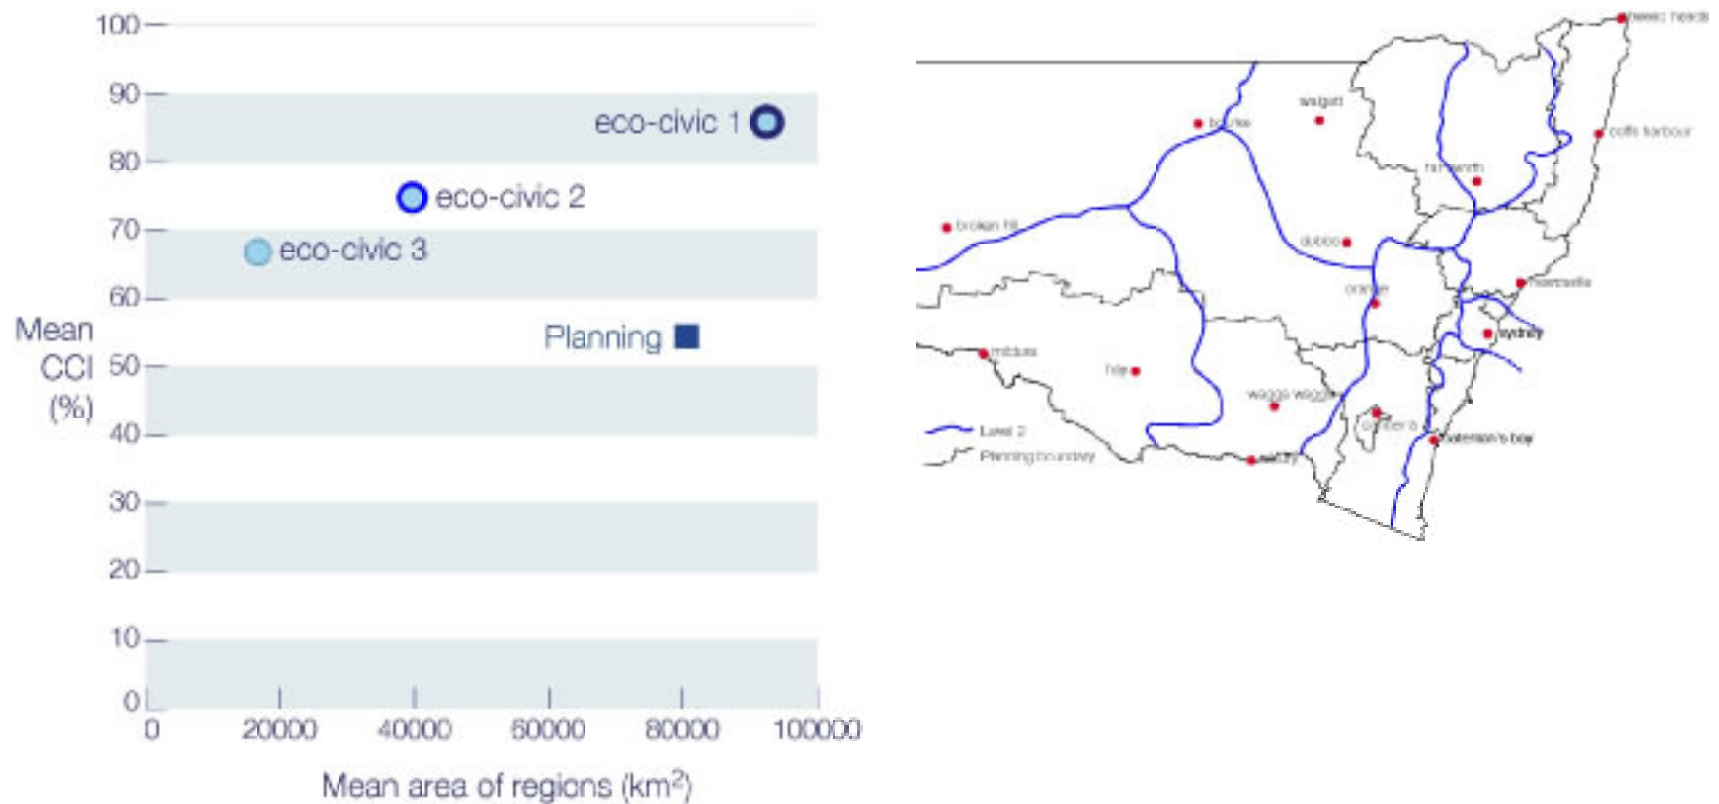 100
90
80
70
60
50
40
30
20
10
0
Mean
CCI
(%)
eco-civic 1
eco-civic 2
eco-civic 3
Planning
0
20000
40000
60000
80000
100000
Mean area of regions (km²)
tweed heads
walgett
bourke
coffs harbour
tamworth
broken hill
dubbo
newcastle
orange
sydney
mildura
hay
wagga wagga
canberra
bateman's bay
albury
Level 2
Planning boundary